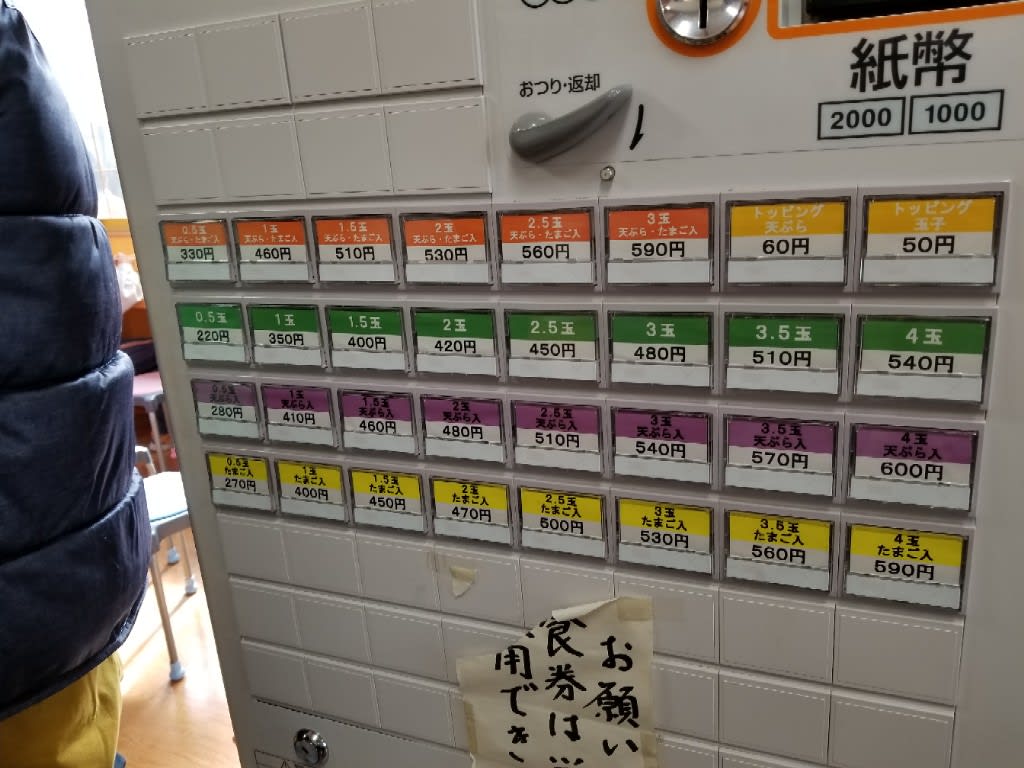 おつり・返却
紙幣
2000 1000
0.5玉
天ぷら・たまご入
330円
1玉
天ぷら・たまご入
460円
1.5玉
天ぷら・たまご入
510円
2玉
天ぷら・たまご入
530円
2.5玉
天ぷら・たまご入
560円
3玉
天ぷら・たまご入
590円
トッピング
天ぷら
60円
トッピング
玉子
50円
0.5玉
220円
1玉
350円
1.5玉
400円
2玉
420円
2.5玉
450円
3玉
480円
3.5玉
510円
4玉
540円
0.5玉
天ぷら入
280円
1玉
天ぷら入
410円
1.5玉
天ぷら入
460円
2玉
天ぷら入
480円
2.5玉
天ぷら入
510円
3玉
天ぷら入
540円
3.5玉
天ぷら入
570円
4玉
天ぷら入
600円
0.5玉
たまご入
270円
1玉
たまご入
400円
1.5玉
たまご入
450円
2玉
たまご入
470円
2.5玉
たまご入
500円
3玉
たまご入
530円
3.5玉
たまご入
560円
4玉
たまご入
590円
お願い
食券は
用でき